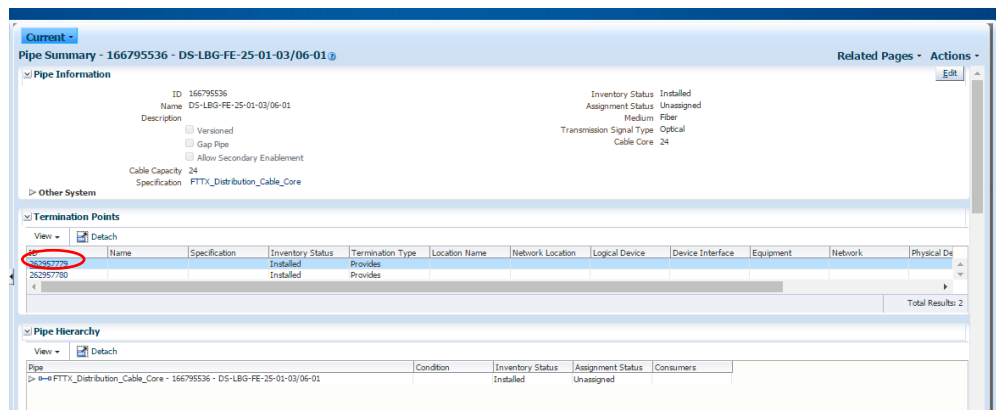 Current
Pipe Summary - 166795536 - DS-LBG-FE-25-01-03/06-01
Related Pages Actions
Pipe Information
Edit
ID 166795536
Name DS-LBG-FE-25-01-03/06-01
Description
Versioned
Gap Pipe
Allow Secondary Enablement
Cable Capacity 24
Specification FTTX_Distribution_Cable_Core
Inventory Status Installed
Assignment Status Unassigned
Medium Fiber
Transmission Signal Type Optical
Cable Core 24
Other System
Termination Points
View Detach
ID Name Specification Inventory Status Termination Type Location Name Network Location Logical Device Device Interface Equipment Network Physical De
262957779 Installed Provides
262957780 Installed Provides
Total Results: 2
Pipe Hierarchy
View Detach
Pipe Condition Inventory Status Assignment Status Consumers
FTTX_Distribution_Cable_Core - 166795536 - DS-LBG-FE-25-01-03/06-01 Installed Unassigned